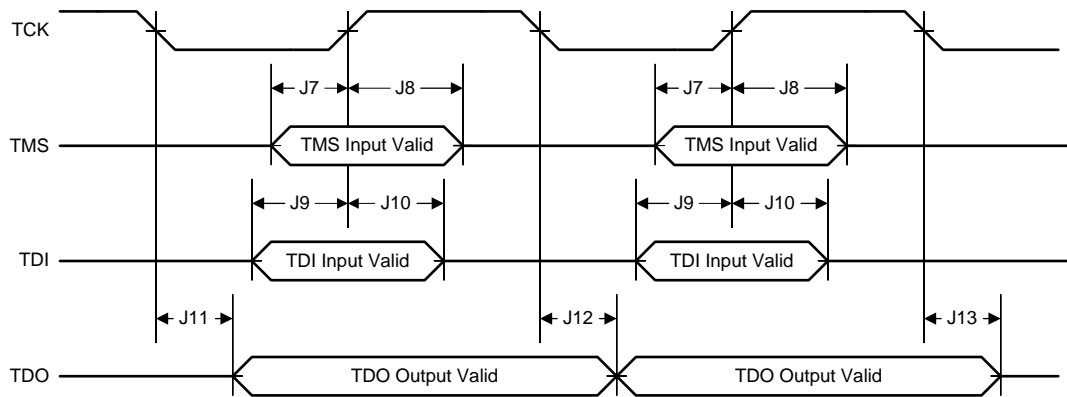 TCK
J7 J8 J7 J8
TMS TMS Input Valid TMS Input Valid
J9 J10 J9 J10
TDI TDI Input Valid TDI Input Valid
J11 J12 J13
TDO TDO Output Valid TDO Output Valid